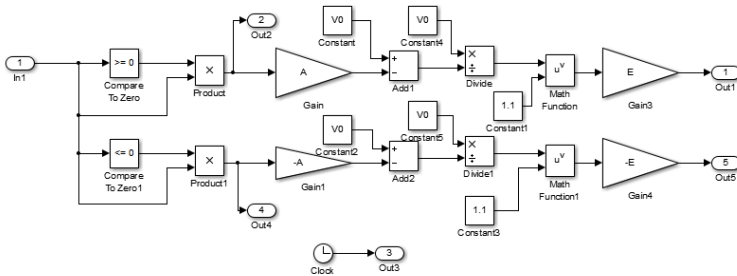 1
In1
>= 0
Compare
To Zero
×
Product
2
Out2
A
Gain
V0
Constant
+
−
Add1
V0
Constant4
×
÷
Divide
1.1
Constant1
u^v
Math
Function
E
Gain3
1
Out1
<= 0
Compare
To Zero1
×
Product1
4
Out4
-A
Gain1
V0
Constant2
+
−
Add2
V0
Constant5
×
÷
Divide1
1.1
Constant3
u^v
Math
Function1
-E
Gain4
5
Out5
Clock
3
Out3